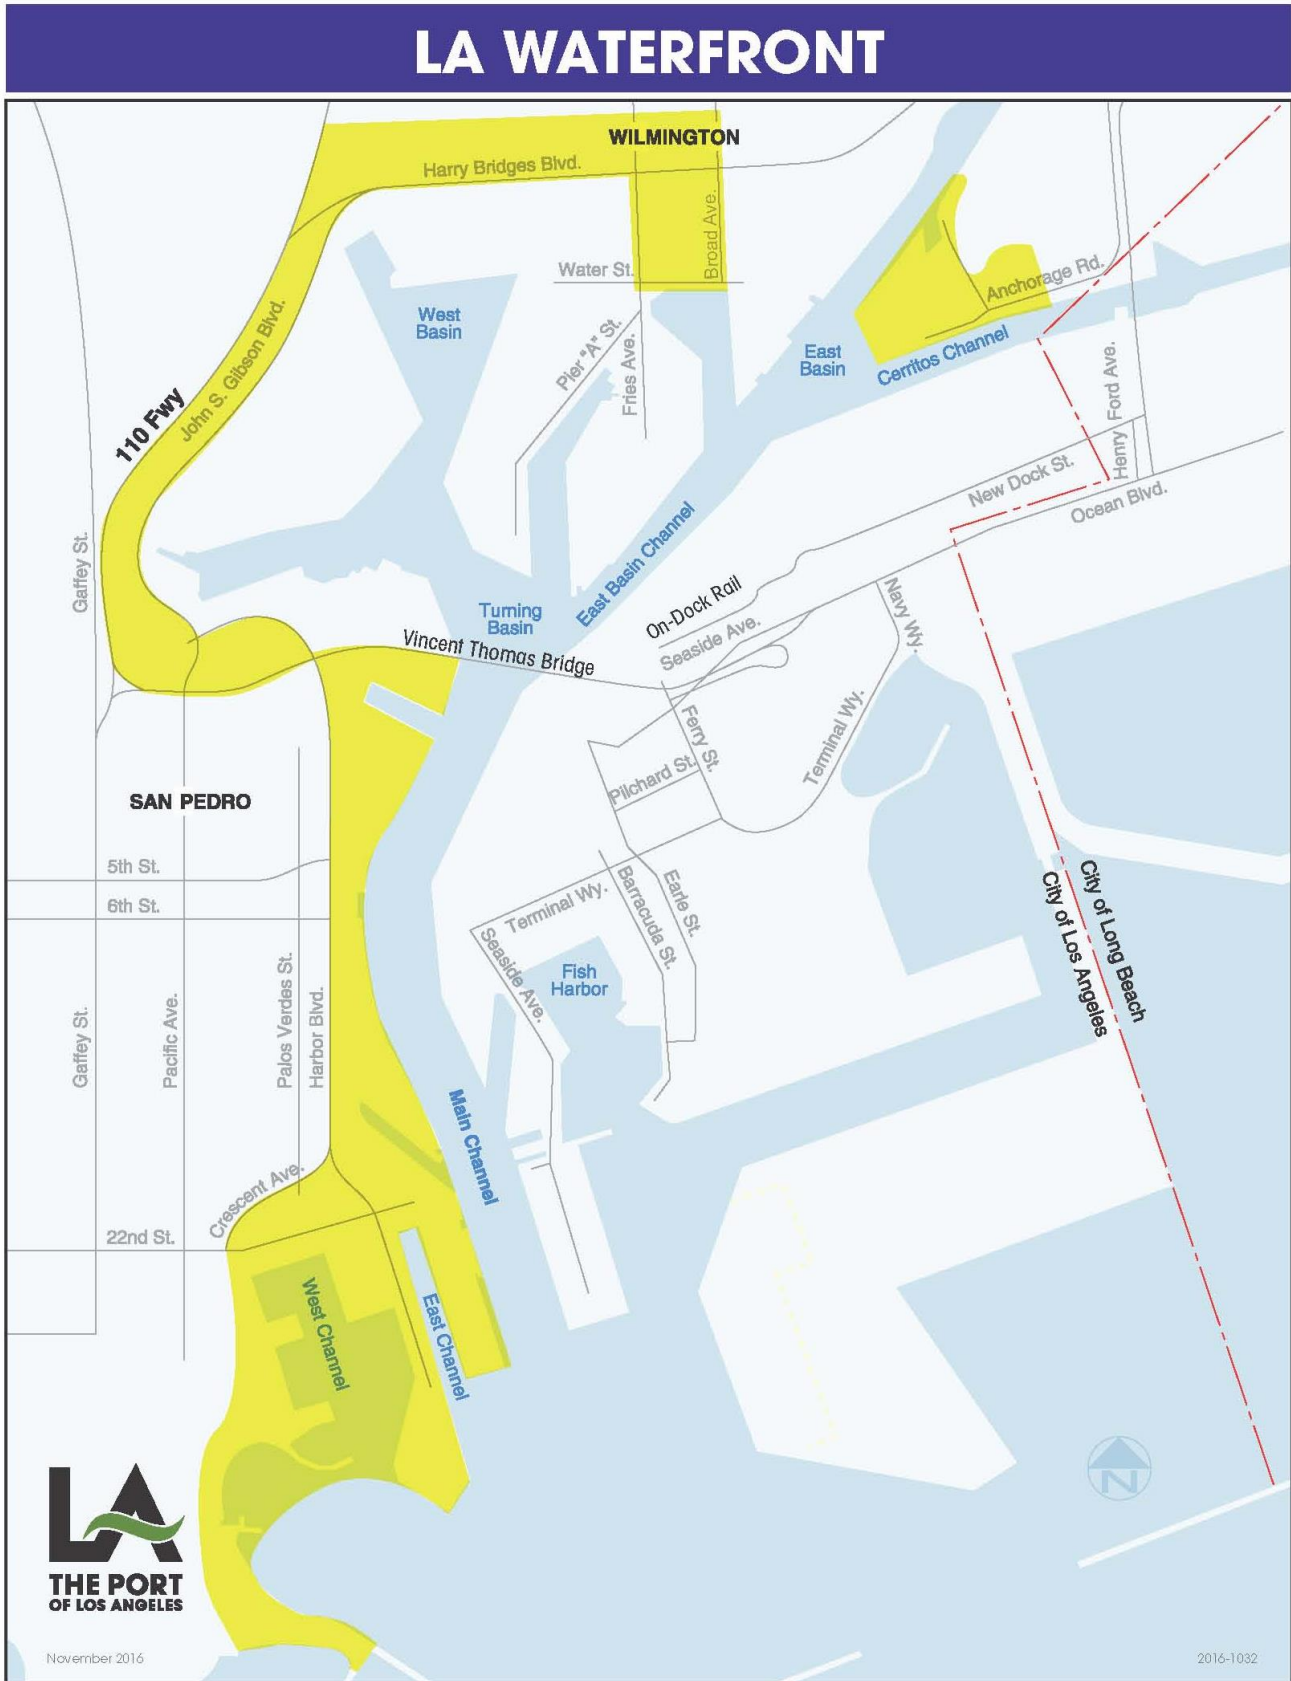 LA WATERFRONT
WILMINGTON
Harry Bridges Blvd.
Broad Ave.
Water St.
Anchorage Rd.
West
Basin
Pier "A" St.
Fries Ave.
East
Basin
Cerritos Channel
John S. Gibson Blvd.
110 Fwy
Henry Ford Ave.
New Dock St.
Ocean Blvd.
Gaffey St.
East Basin Channel
Turning
Basin
On-Dock Rail
Seaside Ave.
Navy Wy.
Vincent Thomas Bridge
Ferry St.
Terminal Wy.
Pilchard St.
SAN PEDRO
5th St.
6th St.
Terminal Wy.
Barracuda St.
Earle St.
City of Long Beach
City of Los Angeles
Seaside Ave.
Fish
Harbor
Gaffey St.
Pacific Ave.
Palos Verdes St.
Harbor Blvd.
Main Channel
Crescent Ave.
22nd St.
West Channel
East Channel
N
LA
THE PORT
OF LOS ANGELES
November 2016
2016-1032